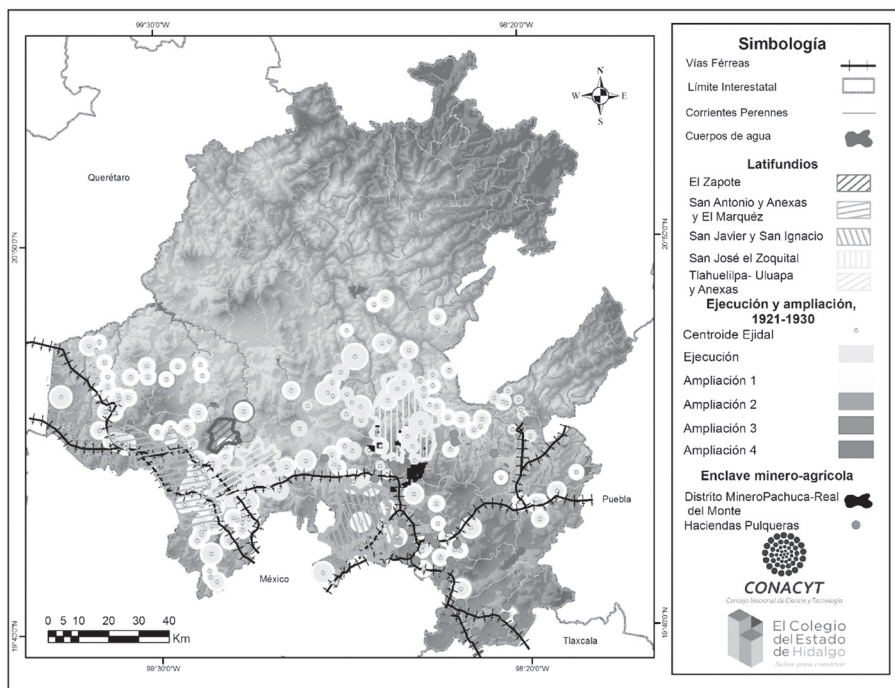 99°30'0"W
98°20'0"W
20°50'0"N
20°50'0"N
19°40'0"N
19°40'0"N
99°30'0"W
98°20'0"W
N
W
E
S
Querétaro
Puebla
México
Tlaxcala
0 5 10 20 30 40
Km
Simbología
Vías Férreas
Límite Interestatal
Corrientes Perennes
Cuerpos de agua
Latifundios
El Zapote
San Antonio y Anexas
y El Marquéz
San Javier y San Ignacio
San José el Zoquital
Tlahuelilpa- Uluapa
y Anexas
Ejecución y ampliación,
1921-1930
Centroide Ejidal
Ejecución
Ampliación 1
Ampliación 2
Ampliación 3
Ampliación 4
Enclave minero-agrícola
Distrito MineroPachuca-Real
del Monte
Haciendas Pulqueras
CONACYT
Consejo Nacional de Ciencia y Tecnología
El Colegio
del Estado
de Hidalgo
Saber para construir